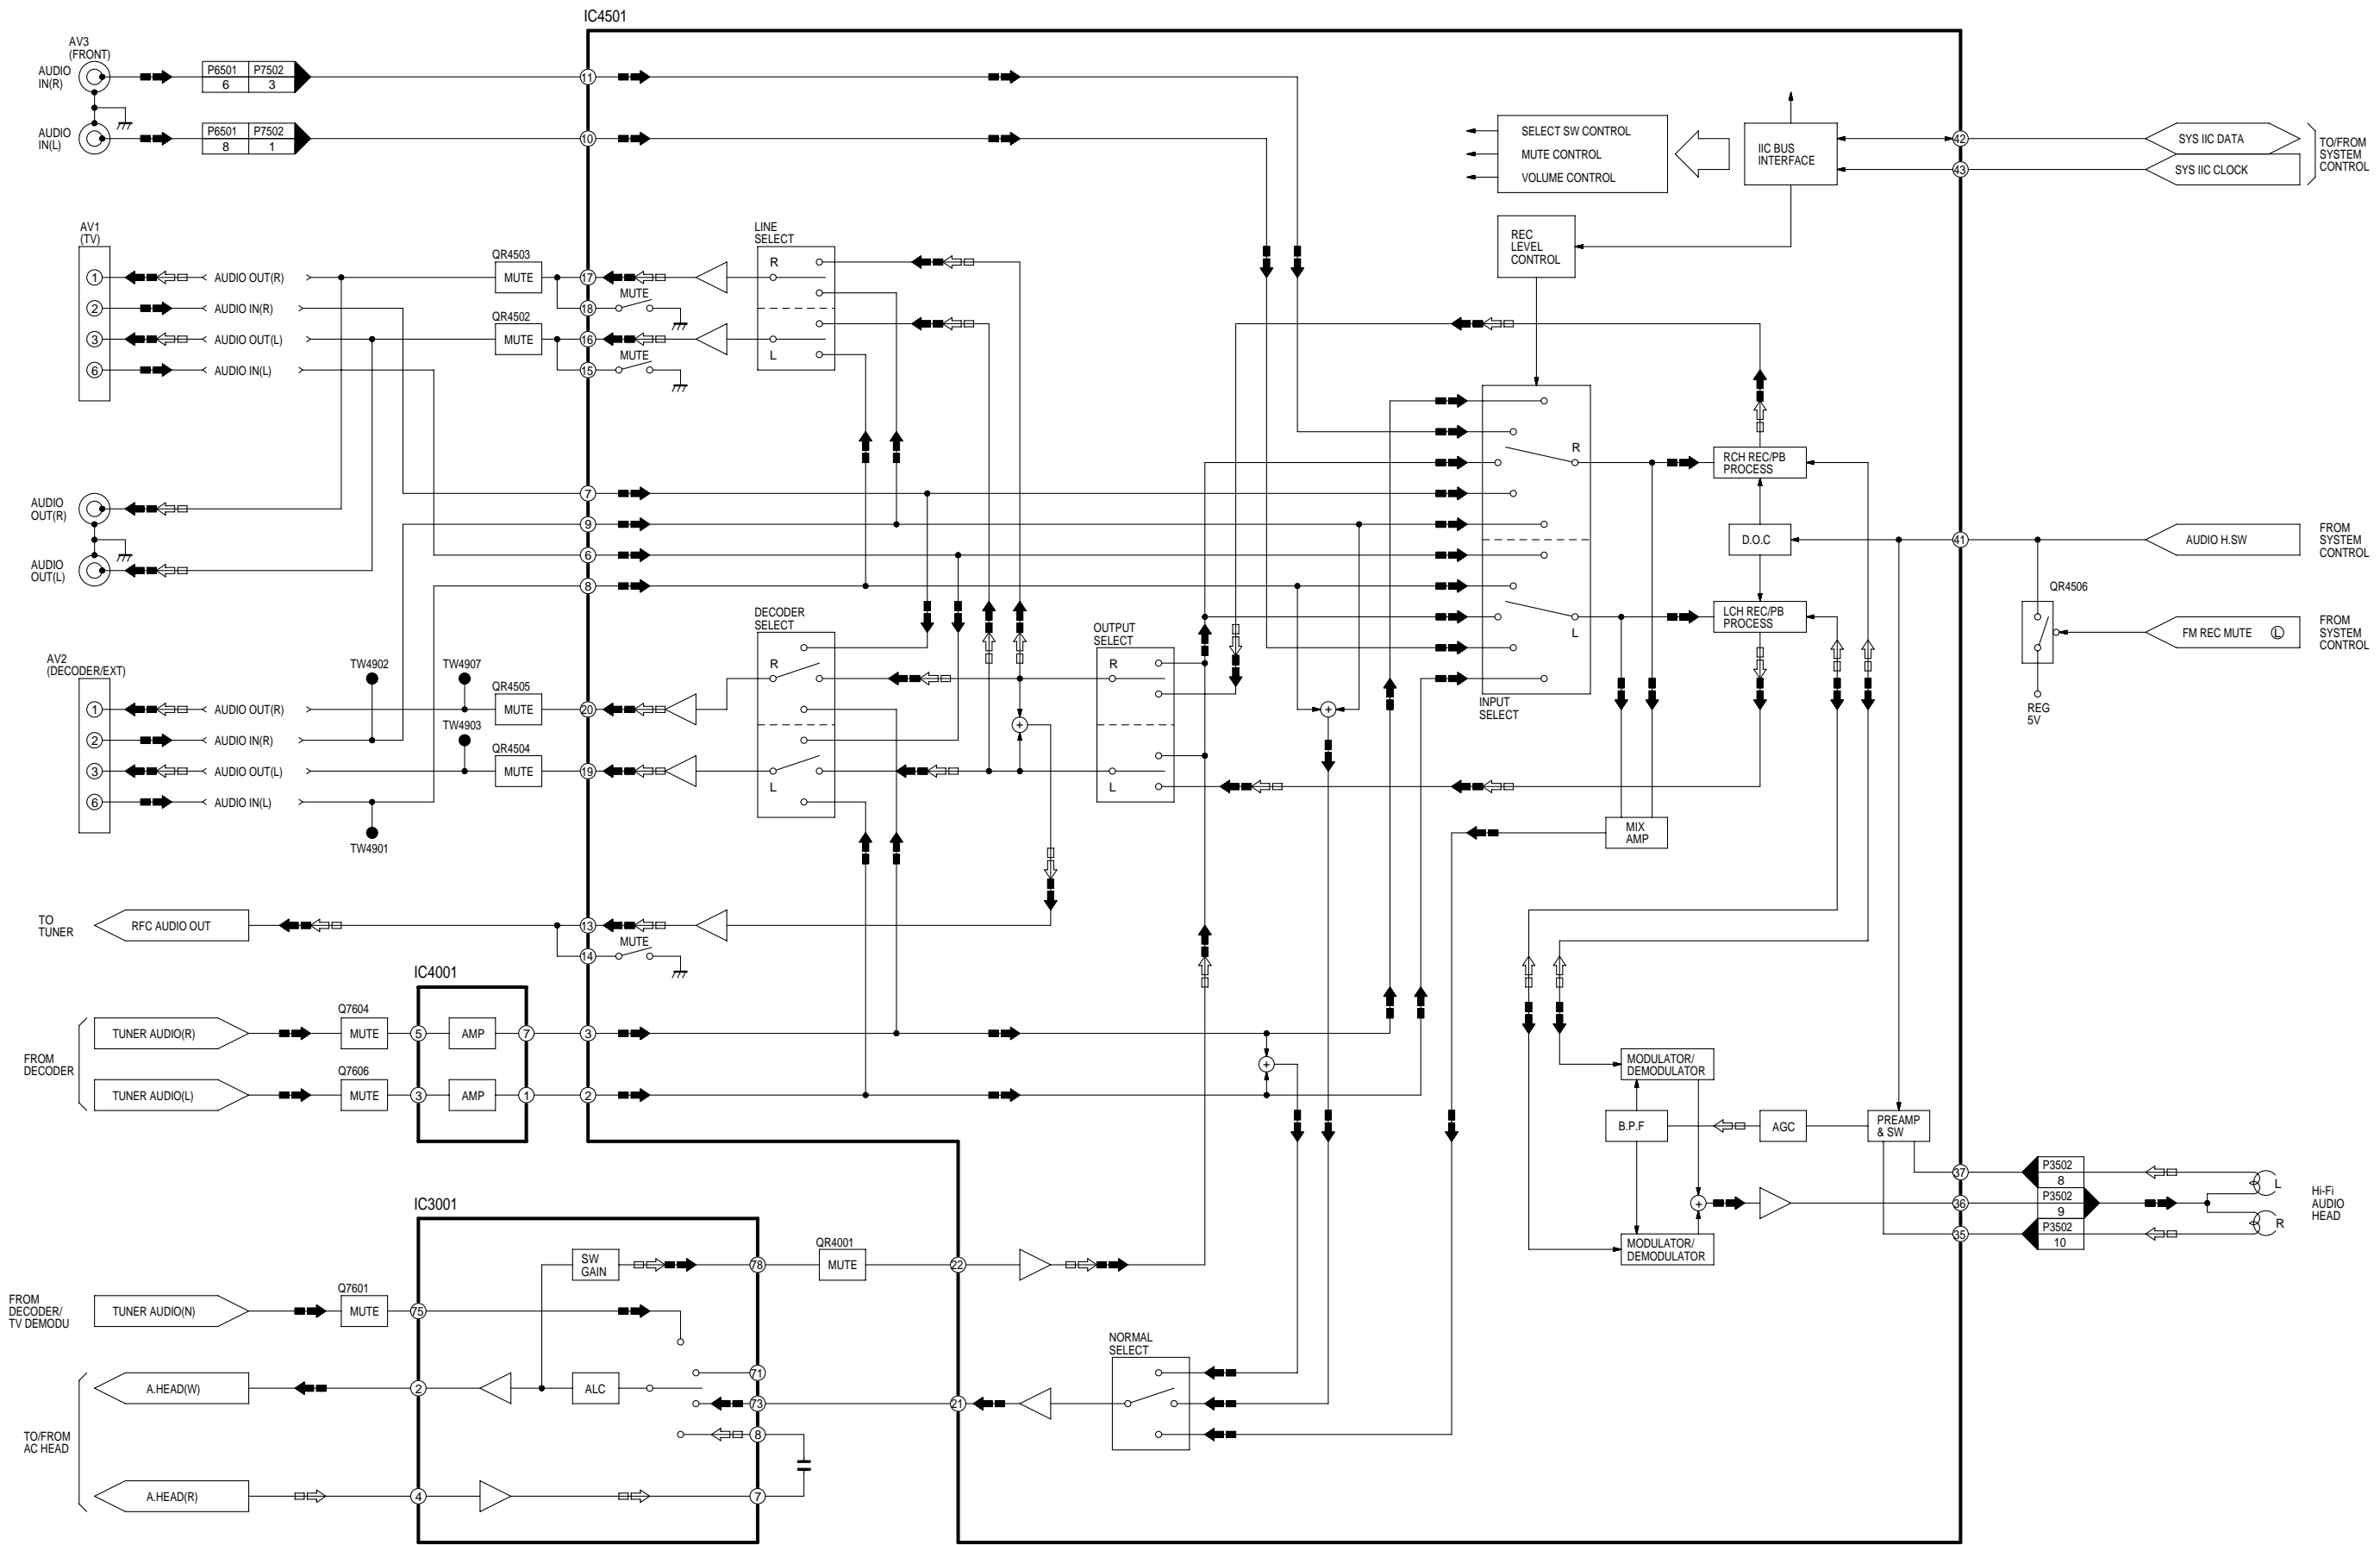 IC4501
AV3
(FRONT)
AUDIO
IN(R)
P6501 P7502
6 3
11
AUDIO
IN(L)
P6501 P7502
8 1
10
SELECT SW CONTROL
MUTE CONTROL
VOLUME CONTROL
IIC BUS
INTERFACE
42
SYS IIC DATA
43
SYS IIC CLOCK
TO/FROM
SYSTEM
CONTROL
REC
LEVEL
CONTROL
AV1
(TV)
1
AUDIO OUT(R)
2
AUDIO IN(R)
3
AUDIO OUT(L)
6
AUDIO IN(L)
QR4503
MUTE
17
MUTE
18
QR4502
MUTE
16
MUTE
15
LINE
SELECT
R
L
AUDIO
OUT(R)
AUDIO
OUT(L)
7
9
6
8
R
L
INPUT
SELECT
RCH REC/PB
PROCESS
D.O.C
LCH REC/PB
PROCESS
41
AUDIO H.SW
FROM
SYSTEM
CONTROL
QR4506
FM REC MUTE L
FROM
SYSTEM
CONTROL
REG
5V
AV2
(DECODER/EXT)
1
AUDIO OUT(R)
2
AUDIO IN(R)
3
AUDIO OUT(L)
6
AUDIO IN(L)
TW4902
TW4907
TW4903
TW4901
QR4505
MUTE
20
QR4504
MUTE
19
DECODER
SELECT
R
L
+
OUTPUT
SELECT
R
L
+
MIX
AMP
TO
TUNER
RFC AUDIO OUT
13
MUTE
14
IC4001
FROM
DECODER
TUNER AUDIO(R)
Q7604
MUTE
5
AMP
7
3
TUNER AUDIO(L)
Q7606
MUTE
3
AMP
1
2
+
MODULATOR/
DEMODULATOR
B.P.F
AGC
PREAMP
& SW
+
MODULATOR/
DEMODULATOR
37
P3502
8
36
P3502
9
35
P3502
10
L
R
Hi-Fi
AUDIO
HEAD
IC3001
SW
GAIN
78
QR4001
MUTE
22
FROM
DECODER/
TV DEMODU
TUNER AUDIO(N)
Q7601
MUTE
75
71
ALC
73
8
7
21
NORMAL
SELECT
A.HEAD(W)
2
TO/FROM
AC HEAD
A.HEAD(R)
4